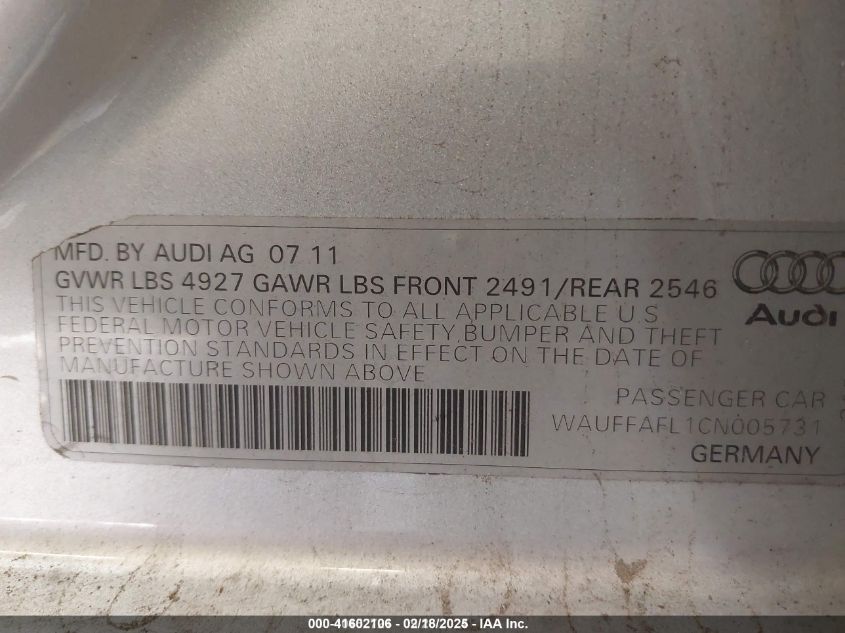 MFD. BY AUDI AG 07 11
GVWR LBS 4927 GAWR LBS FRONT 2491/REAR 2546
THIS VEHICLE CONFORMS TO ALL APPLICABLE U.S
FEDERAL MOTOR VEHICLE SAFETY, BUMPER AND THEFT
PREVENTION STANDARDS IN EFFECT ON THE DATE OF
MANUFACTURE SHOWN ABOVE
Audi
PASSENGER CAR
WAUFFAFL1CN005731
GERMANY
000-41602106 - 02/18/2025 - IAAI, Inc.